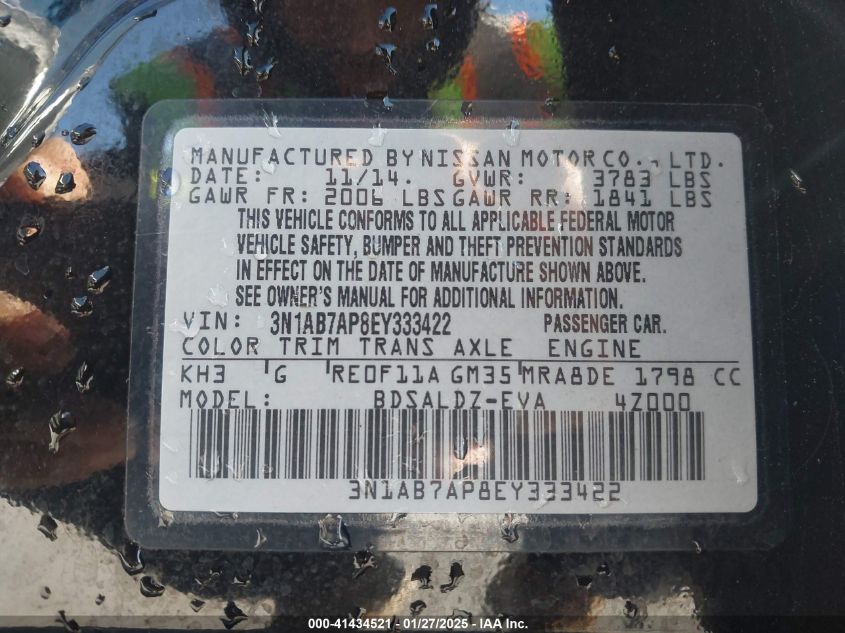 MANUFACTURED BY NISSAN MOTOR CO., LTD.
DATE: 11/14. GVWR: 3783 LBS
GAWR FR: 2006 LBS GAWR RR: 1841 LBS
THIS VEHICLE CONFORMS TO ALL APPLICABLE FEDERAL MOTOR
VEHICLE SAFETY, BUMPER AND THEFT PREVENTION STANDARDS
IN EFFECT ON THE DATE OF MANUFACTURE SHOWN ABOVE.
SEE OWNER'S MANUAL FOR ADDITIONAL INFORMATION.
VIN: 3N1AB7AP8EY333422 PASSENGER CAR.
COLOR TRIM TRANS AXLE ENGINE
KH3 G RE0F11A GM35 MRA8DE 1798 CC
MODEL: BDSALDZ-EVA 4Z000
3N1AB7AP8EY333422
000-41434521 - 01/27/2025 - IAA Inc.